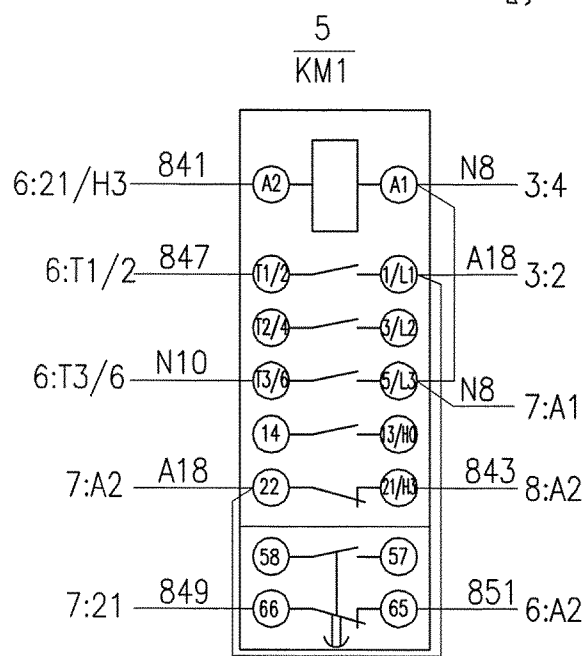 5
KM1
6:21/H3 841 A2 A1 N8 3:4
6:T1/2 847 T1/2 1/L1 A18 3:2
T2/4 3/L2
6:T3/6 N10 T3/6 5/L3 N8 7:A1
14 13/H0
7:A2 A18 22 21/H3 843 8:A2
58 57
7:21 849 66 65 851 6:A2